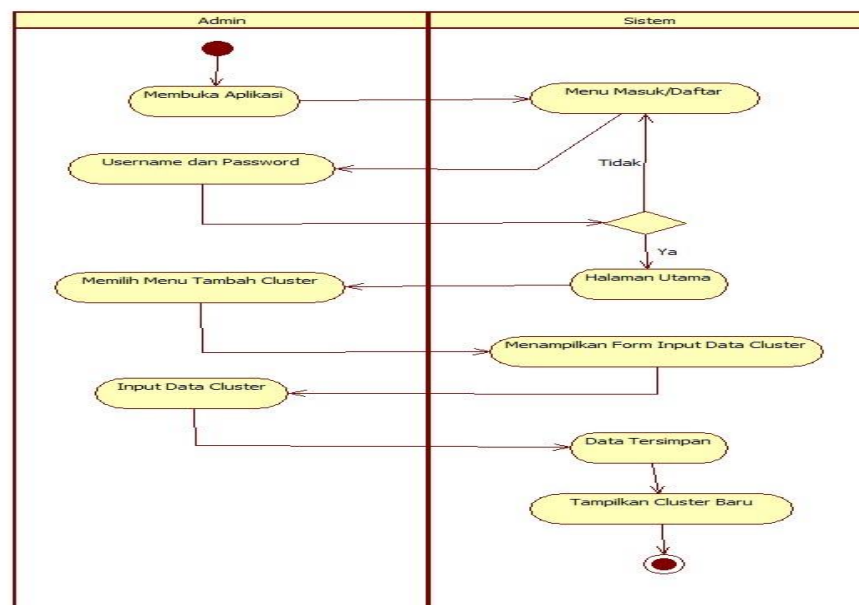 Admin
Sistem
Membuka Aplikasi
Menu Masuk/Daftar
Username dan Password
Tidak
Ya
Memilih Menu Tambah Cluster
Halaman Utama
Menampilkan Form Input Data Cluster
Input Data Cluster
Data Tersimpan
Tampilkan Cluster Baru